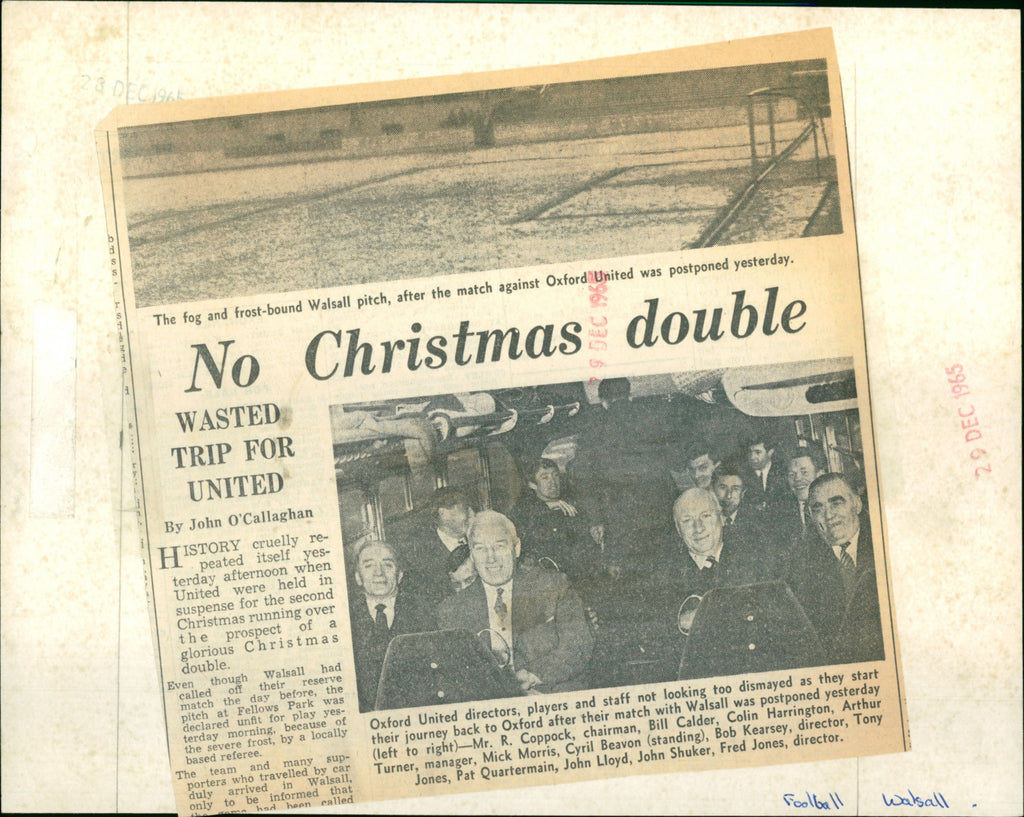 28 DEC 1965
The fog and frost-bound Walsall pitch, after the match against Oxford United was postponed yesterday.
29 DEC 1965
No Christmas double
WASTED
TRIP FOR
UNITED
By John O'Callaghan
HISTORY cruelly re-
peated itself yes-
terday afternoon when
United were held in
suspense for the second
Christmas running over
the prospect of a
glorious Christmas
double.
Even though Walsall had
called off their reserve
match the day before, the
pitch at Fellows Park was
declared unfit for play yes-
terday morning, because of
the severe frost, by a locally
based referee.
The team and many sup-
porters who travelled by car
duly arrived in Walsall,
only to be informed that
the game had been called
Oxford United directors, players and staff not looking too dismayed as they start
their journey back to Oxford after their match with Walsall was postponed yesterday
(left to right)—Mr. R. Coppock, chairman, Bill Calder, Colin Harrington, Arthur
Turner, manager, Mick Morris, Cyril Beavon (standing), Bob Kearsey, director, Tony
Jones, Pat Quartermain, John Lloyd, John Shuker, Fred Jones, director.
29 DEC 1965
Football Walsall.